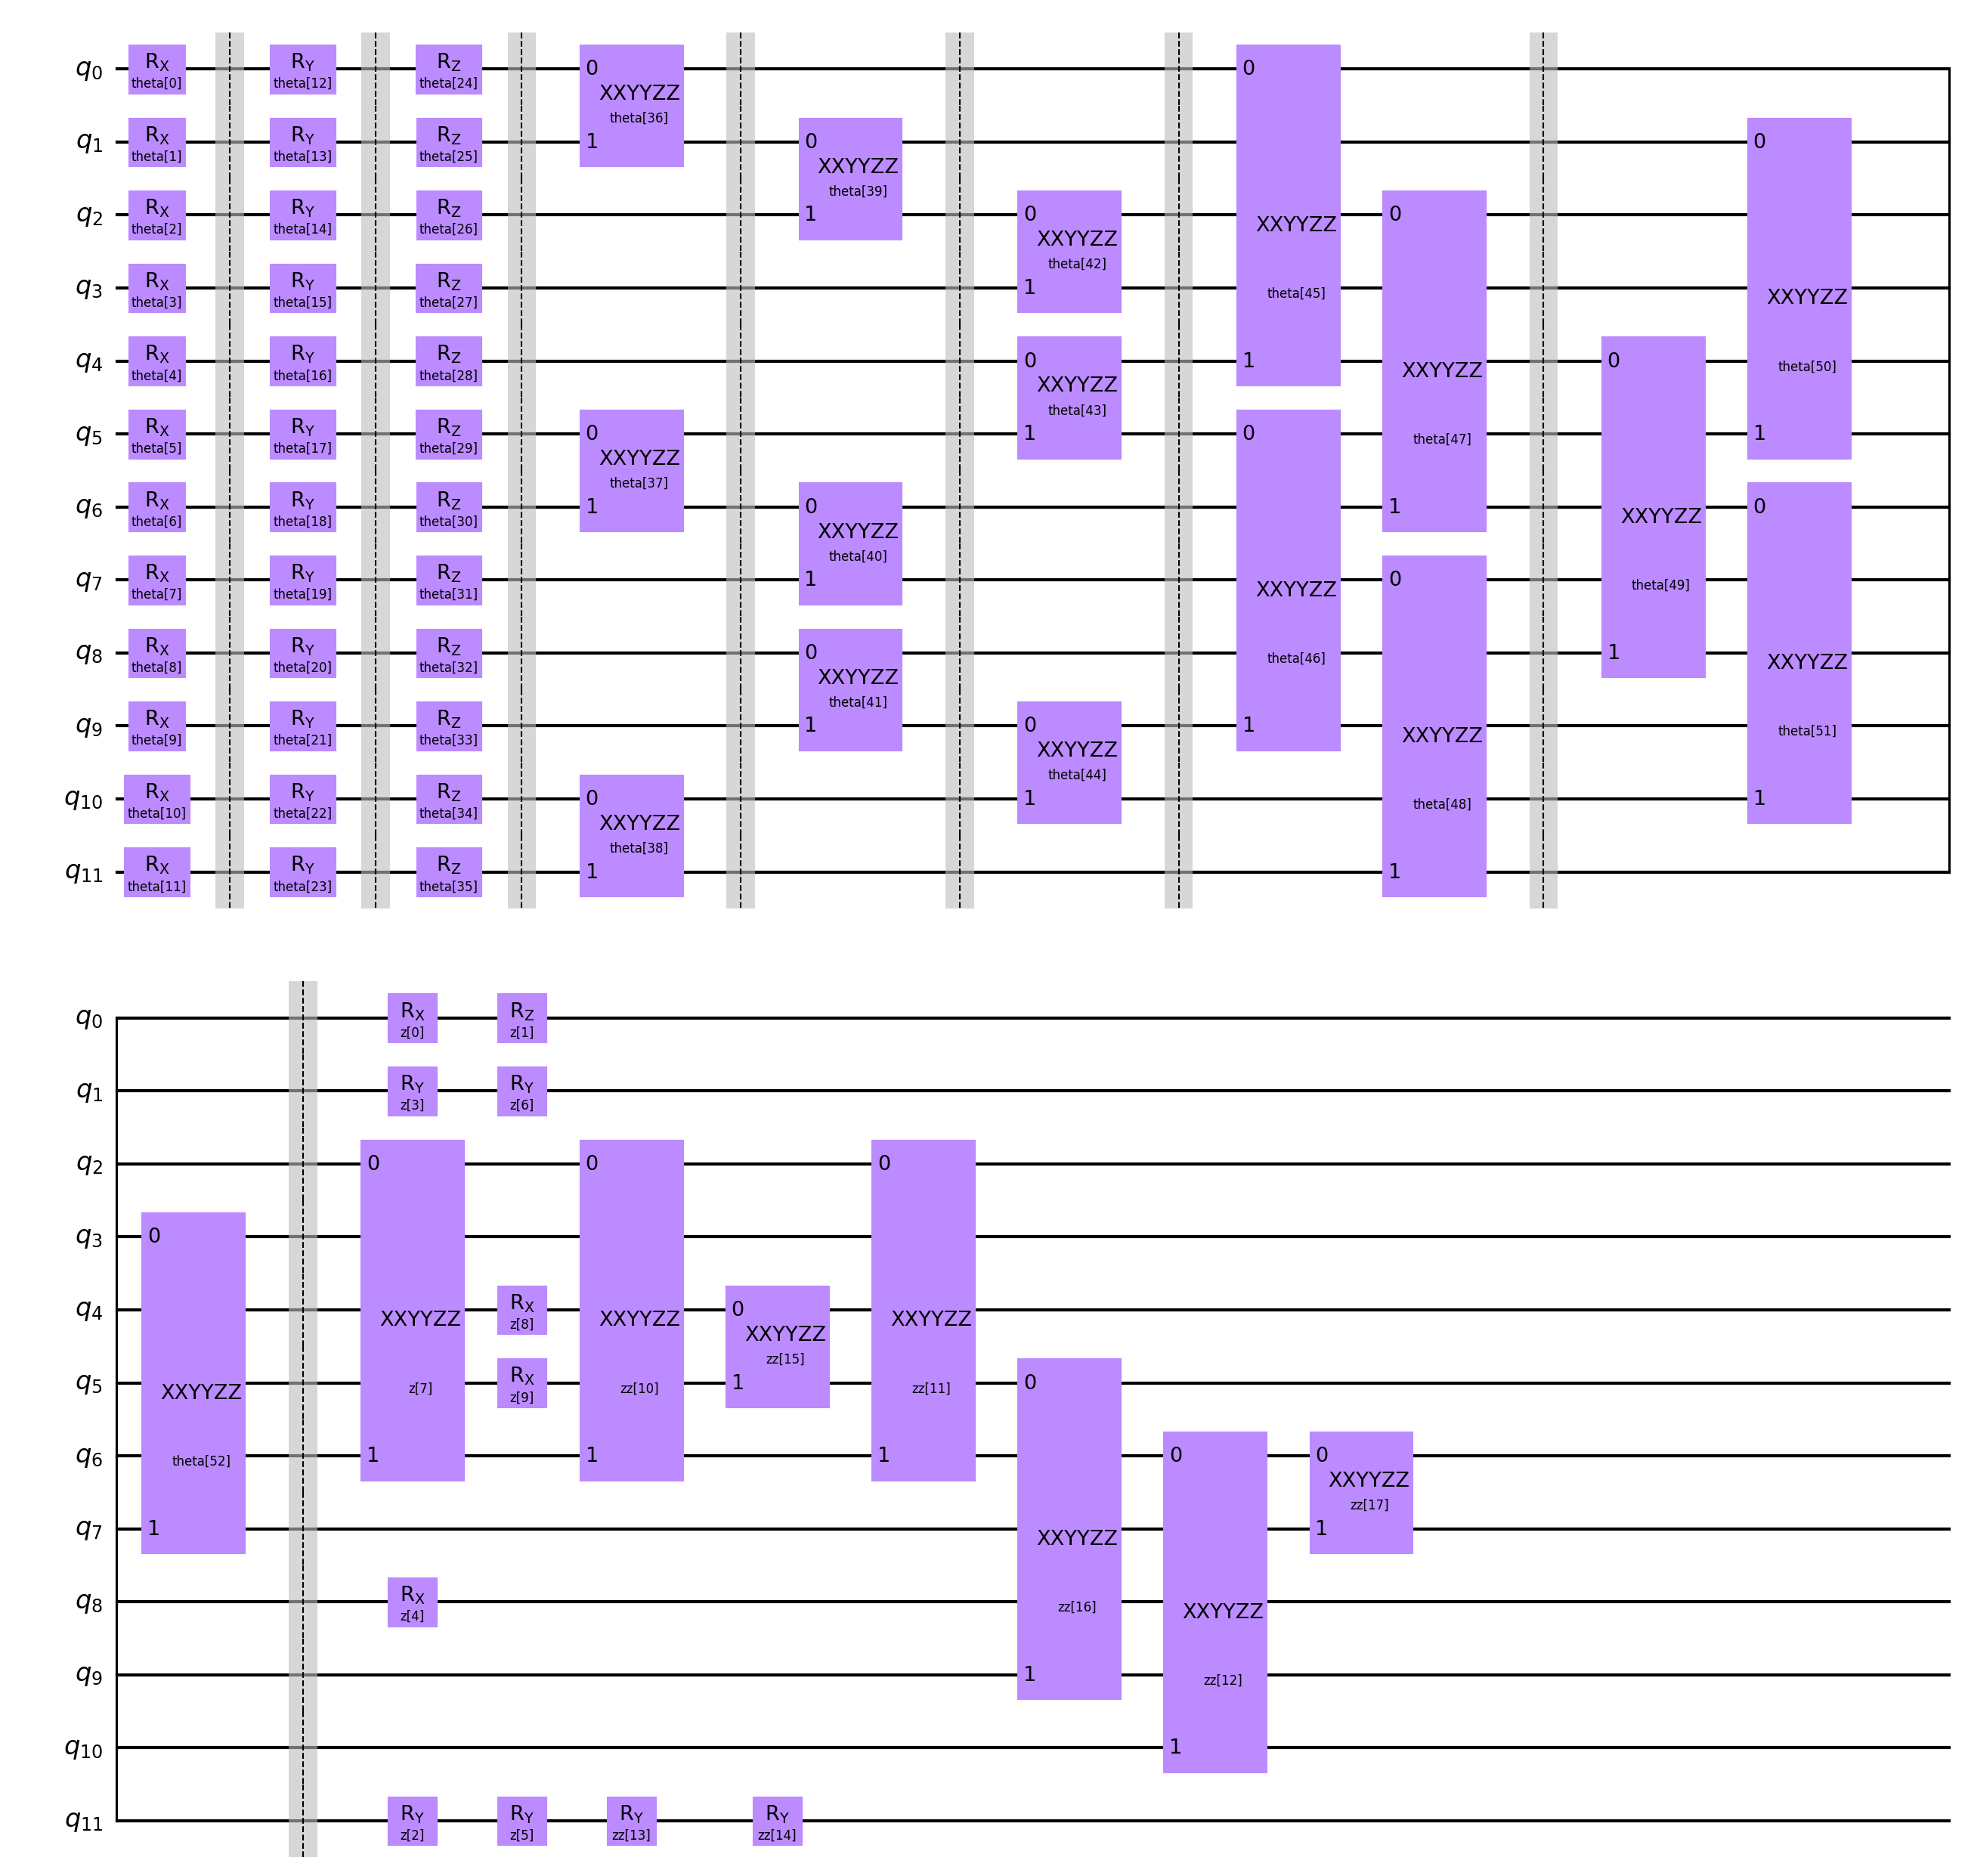 q0 RX theta[0] RY theta[12] RZ theta[24] 0 XXYYZZ theta[36] 0
q1 RX theta[1] RY theta[13] RZ theta[25] 1 0 XXYYZZ theta[39] 0
q2 RX theta[2] RY theta[14] RZ theta[26] 1 0 XXYYZZ theta[42] XXYYZZ 0
q3 RX theta[3] RY theta[15] RZ theta[27] 1 theta[45] XXYYZZ
q4 RX theta[4] RY theta[16] RZ theta[28] 0 XXYYZZ theta[43] 1 XXYYZZ 0 theta[50]
q5 RX theta[5] RY theta[17] RZ theta[29] 0 XXYYZZ theta[37] 1 0 theta[47] 1
q6 RX theta[6] RY theta[18] RZ theta[30] 1 0 XXYYZZ theta[40] 1 XXYYZZ 0
q7 RX theta[7] RY theta[19] RZ theta[31] 1 XXYYZZ 0 theta[49]
q8 RX theta[8] RY theta[20] RZ theta[32] 0 XXYYZZ theta[41] theta[46] 1 XXYYZZ
q9 RX theta[9] RY theta[21] RZ theta[33] 1 0 XXYYZZ theta[44] 1 XXYYZZ theta[51]
q10 RX theta[10] RY theta[22] RZ theta[34] 0 XXYYZZ theta[38] 1 theta[48] 1
q11 RX theta[11] RY theta[23] RZ theta[35] 1 1
q0 RX z[0] RZ z[1]
q1 RY z[3] RY z[6]
q2 0 0 0
q3 0
q4 XXYYZZ RX z[8] XXYYZZ 0 XXYYZZ zz[15] XXYYZZ
q5 XXYYZZ z[7] RX z[9] zz[10] 1 zz[11] 0
q6 theta[52] 1 1 1 0 0 XXYYZZ zz[17]
q7 1 XXYYZZ 1
q8 RX z[4] zz[16] XXYYZZ
q9 1 zz[12]
q10 1
q11 RY z[2] RY z[5] RY zz[13] RY zz[14]